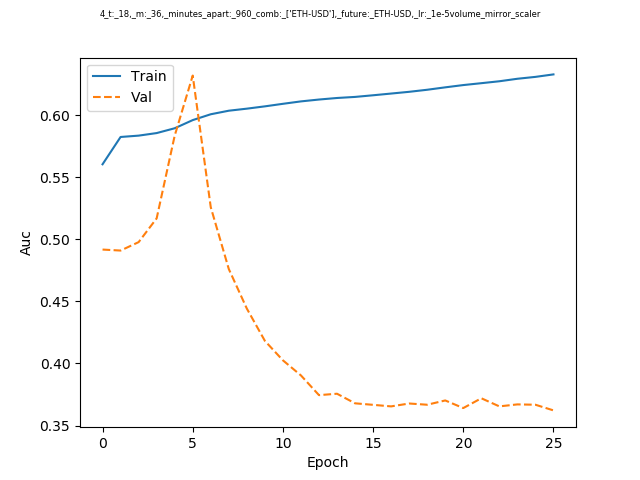 4_t:_18,_m:_36,_minutes_apart:_960_comb:_['ETH-USD'],_future:_ETH-USD,_lr:_1e-5volume_mirror_scaler
Train
Val
0.60
0.55
0.50
0.45
0.40
0.35
Auc
0 5 10 15 20 25
Epoch